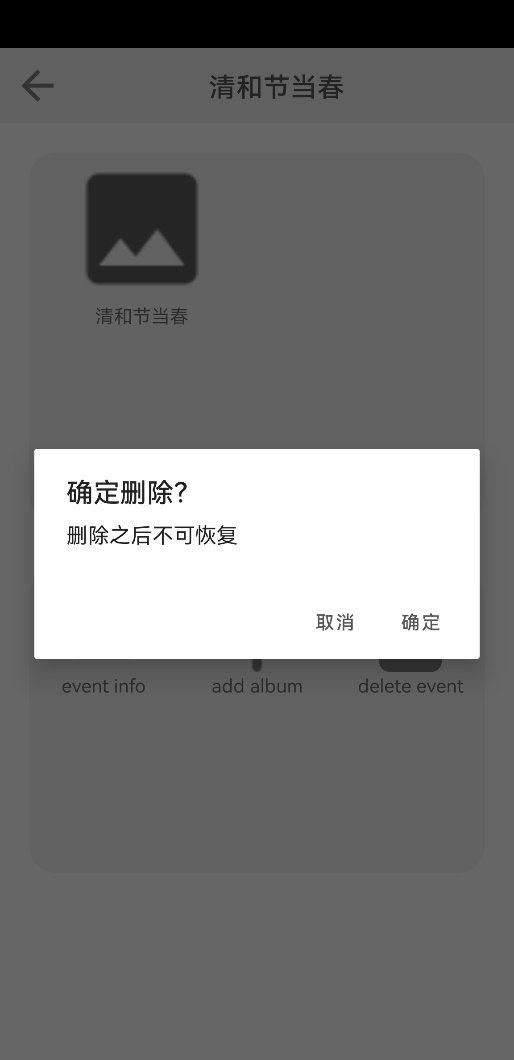 清和节当春
清和节当春
确定删除?
删除之后不可恢复
取消 确定
event info add album delete event